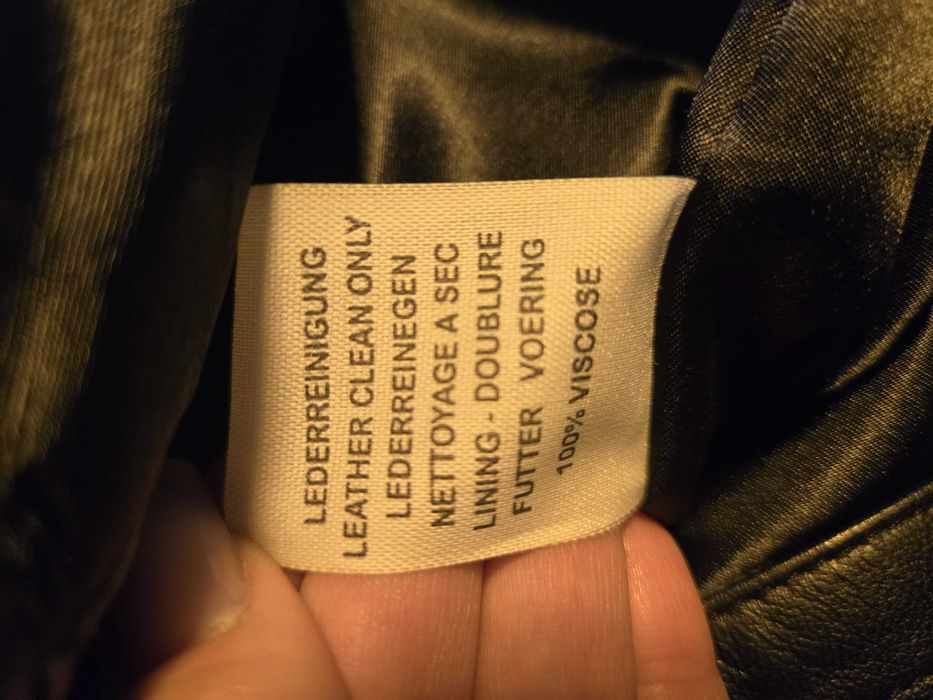 LEDERREINIGUNG
LEATHER CLEAN ONLY
LEDERREINEGEN
NETTOYAGE A SEC
LINING - DOUBLURE
FUTTER VOERING
100% VISCOSE